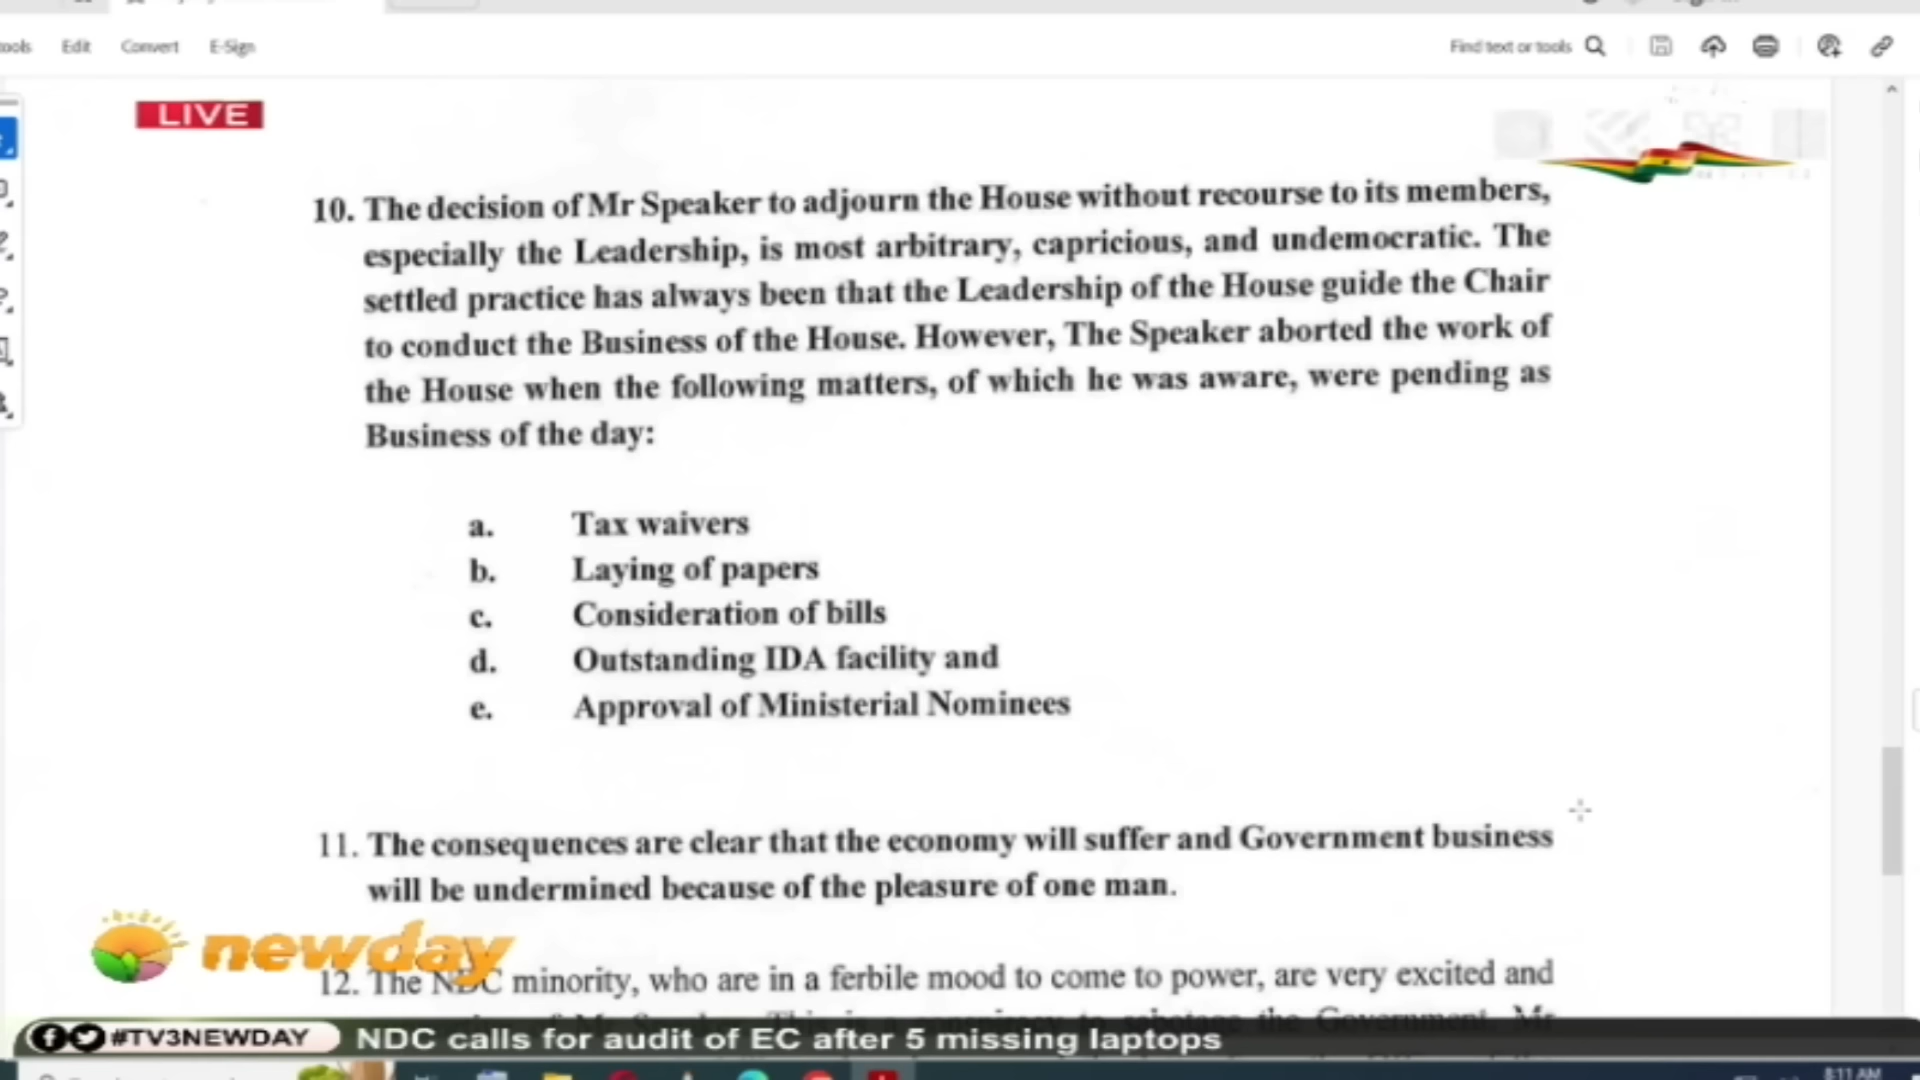 Edit Convert E-Sign Find text or tools
LIVE
10. The decision of Mr Speaker to adjourn the House without recourse to its members,
especially the Leadership, is most arbitrary, capricious, and undemocratic. The
settled practice has always been that the Leadership of the House guide the Chair
to conduct the Business of the House. However, The Speaker aborted the work of
the House when the following matters, of which he was aware, were pending as
Business of the day:
a. Tax waivers
b. Laying of papers
c. Consideration of bills
d. Outstanding IDA facility and
e. Approval of Ministerial Nominees
11. The consequences are clear that the economy will suffer and Government business
will be undermined because of the pleasure of one man.
newday
12. The NDC minority, who are in a ferbile mood to come to power, are very excited and
the Government. Mr
#TV3NEWDAY NDC calls for audit of EC after 5 missing laptops
8:11 AM